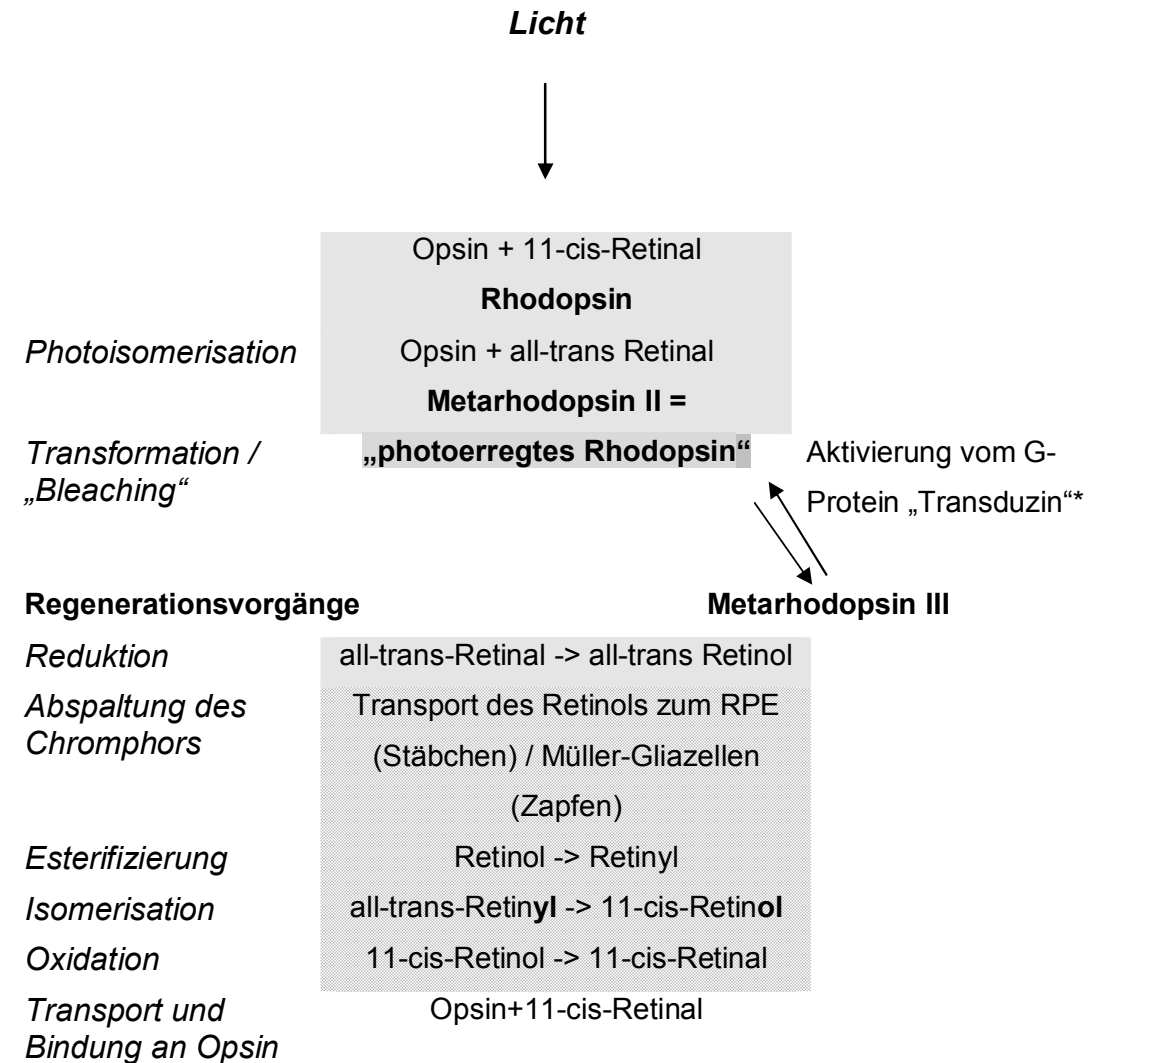 Licht
Opsin + 11-cis-Retinal
Rhodopsin
Photoisomerisation Opsin + all-trans Retinal
Metarhodopsin II =
Transformation / „photoerregtes Rhodopsin“ Aktivierung vom G-
„Bleaching“ Protein „Transduzin“*
Regenerationsvorgänge Metarhodopsin III
Reduktion all-trans-Retinal -> all-trans Retinol
Abspaltung des Transport des Retinols zum RPE
Chromphors (Stäbchen) / Müller-Gliazellen
(Zapfen)
Esterifizierung Retinol -> Retinyl
Isomerisation all-trans-Retinyl -> 11-cis-Retinol
Oxidation 11-cis-Retinol -> 11-cis-Retinal
Transport und Opsin+11-cis-Retinal
Bindung an Opsin